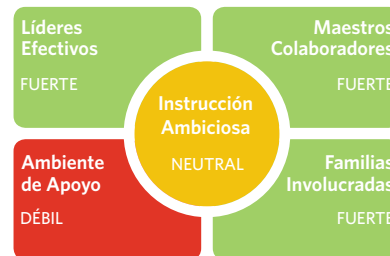 Líderes
Efectivos
FUERTE
Maestros
Colaboradores
FUERTE
Instrucción
Ambiciosa
NEUTRAL
Ambiente
de Apoyo
DÉBIL
Familias
Involucradas
FUERTE